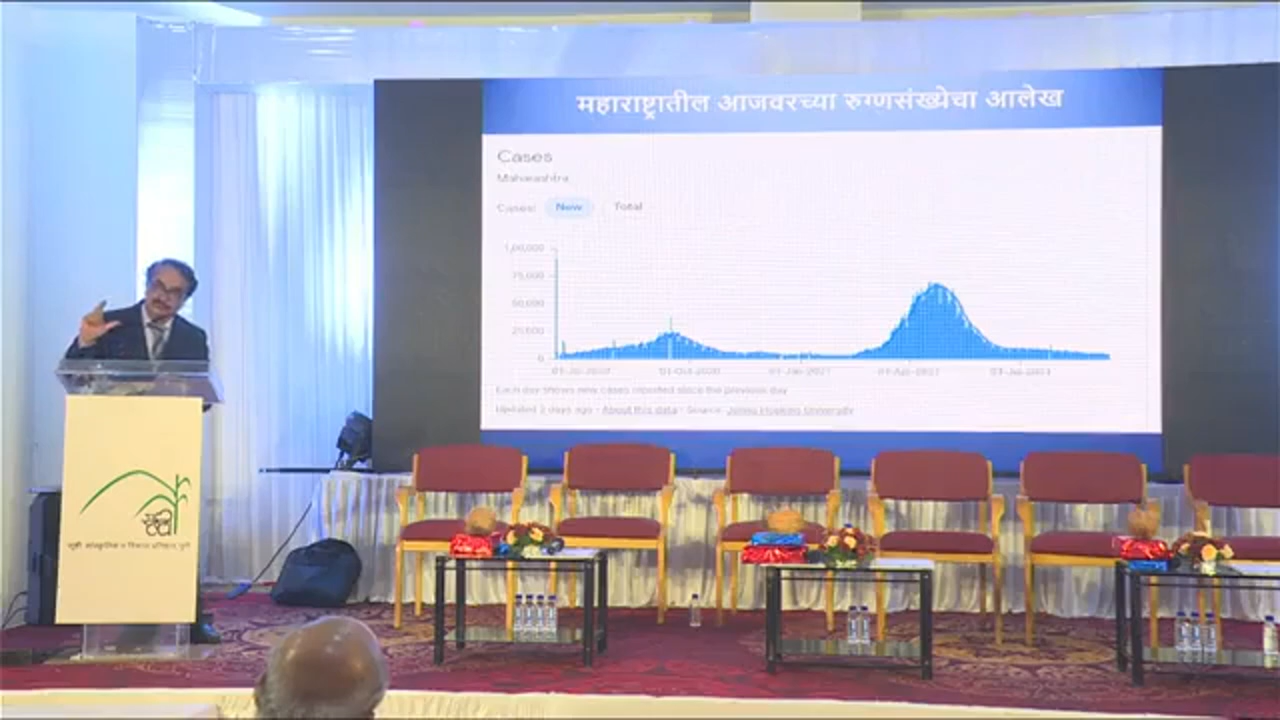 महाराष्ट्रातील आजवरच्या रुग्णसंख्येचा आलेख
Cases
Maharashtra
Cases: New Total
1,00,000
75,000
50,000
25,000
0
01-Jul-2020 01-Oct-2020 01-Jan-2021 01-Apr-2021 01-Jul-2021
Each day shows new cases reported since the previous day
Updated 2 days ago - About this data - Source: Johns Hopkins University